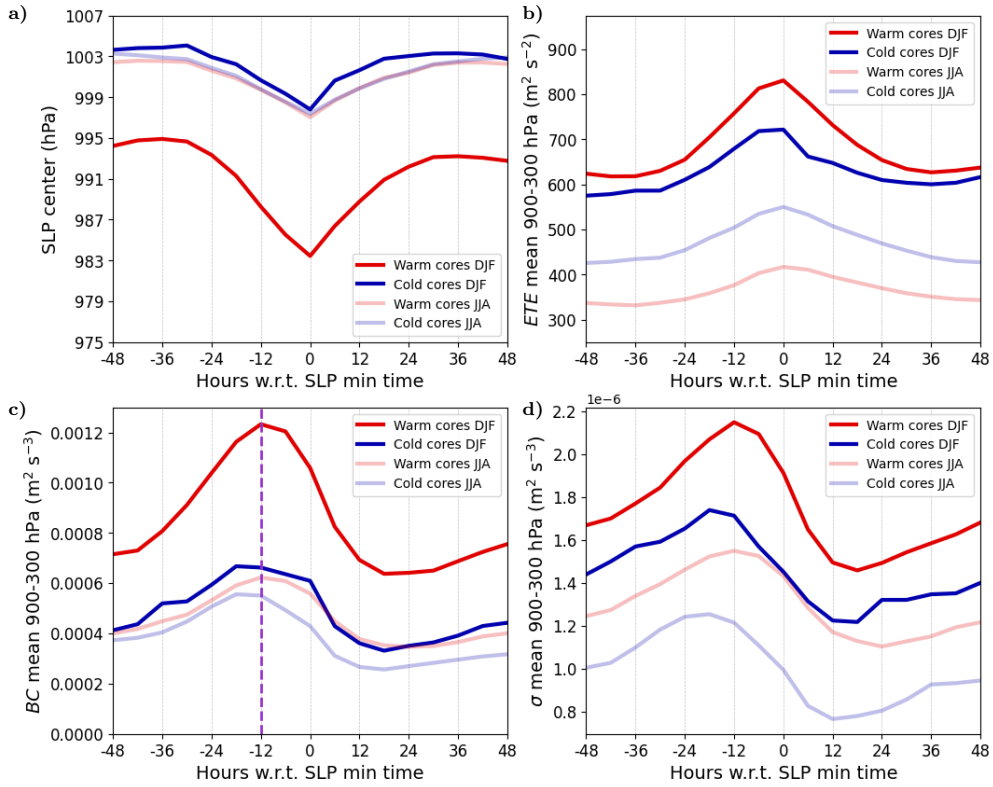 a)
1007
1003
999
995
991
987
983
979
975
SLP center (hPa)
Warm cores DJF
Cold cores DJF
Warm cores JJA
Cold cores JJA
-48 -36 -24 -12 0 12 24 36 48
Hours w.r.t. SLP min time
b)
900
800
700
600
500
400
300
ETE mean 900-300 hPa (m² s⁻²)
Warm cores DJF
Cold cores DJF
Warm cores JJA
Cold cores JJA
-48 -36 -24 -12 0 12 24 36 48
Hours w.r.t. SLP min time
c)
0.0012
0.0010
0.0008
0.0006
0.0004
0.0002
0.0000
BC mean 900-300 hPa (m² s⁻³)
Warm cores DJF
Cold cores DJF
Warm cores JJA
Cold cores JJA
-48 -36 -24 -12 0 12 24 36 48
Hours w.r.t. SLP min time
d)
1e−6
2.2
2.0
1.8
1.6
1.4
1.2
1.0
0.8
σ mean 900-300 hPa (m² s⁻³)
Warm cores DJF
Cold cores DJF
Warm cores JJA
Cold cores JJA
-48 -36 -24 -12 0 12 24 36 48
Hours w.r.t. SLP min time